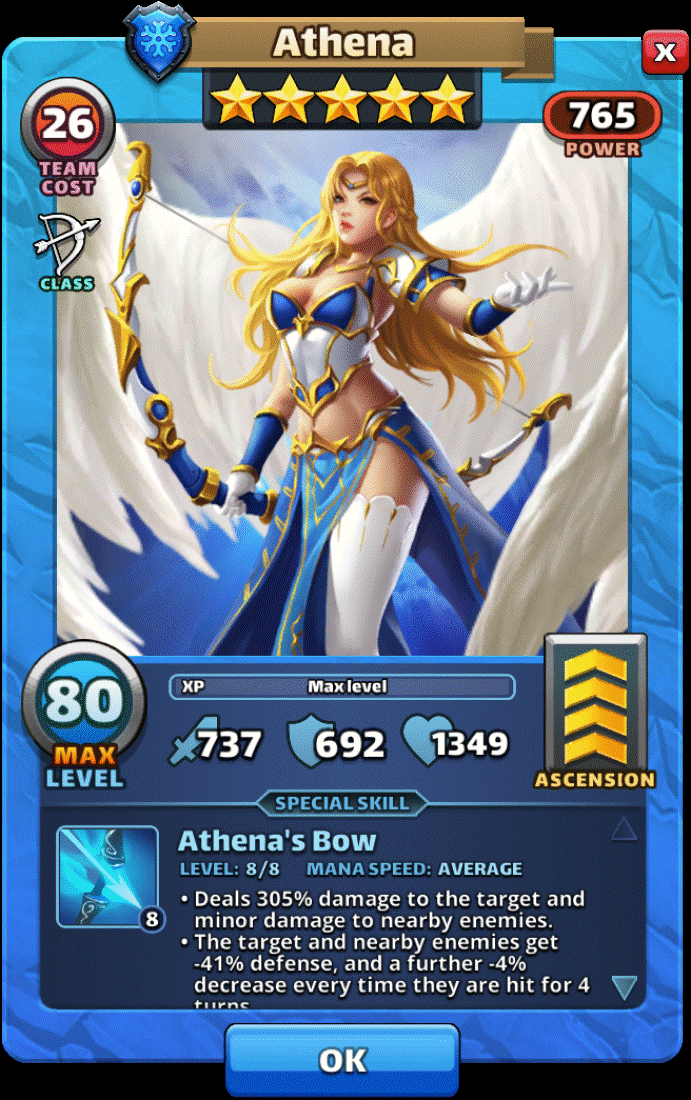 Athena
X
26
TEAM
COST
765
POWER
CLASS
80
MAX
LEVEL
XP Max level
737 692 1349
ASCENSION
SPECIAL SKILL
Athena's Bow
LEVEL: 8/8 MANA SPEED: AVERAGE
8
• Deals 305% damage to the target and
minor damage to nearby enemies.
• The target and nearby enemies get
-41% defense, and a further -4%
decrease every time they are hit for 4
turns
OK